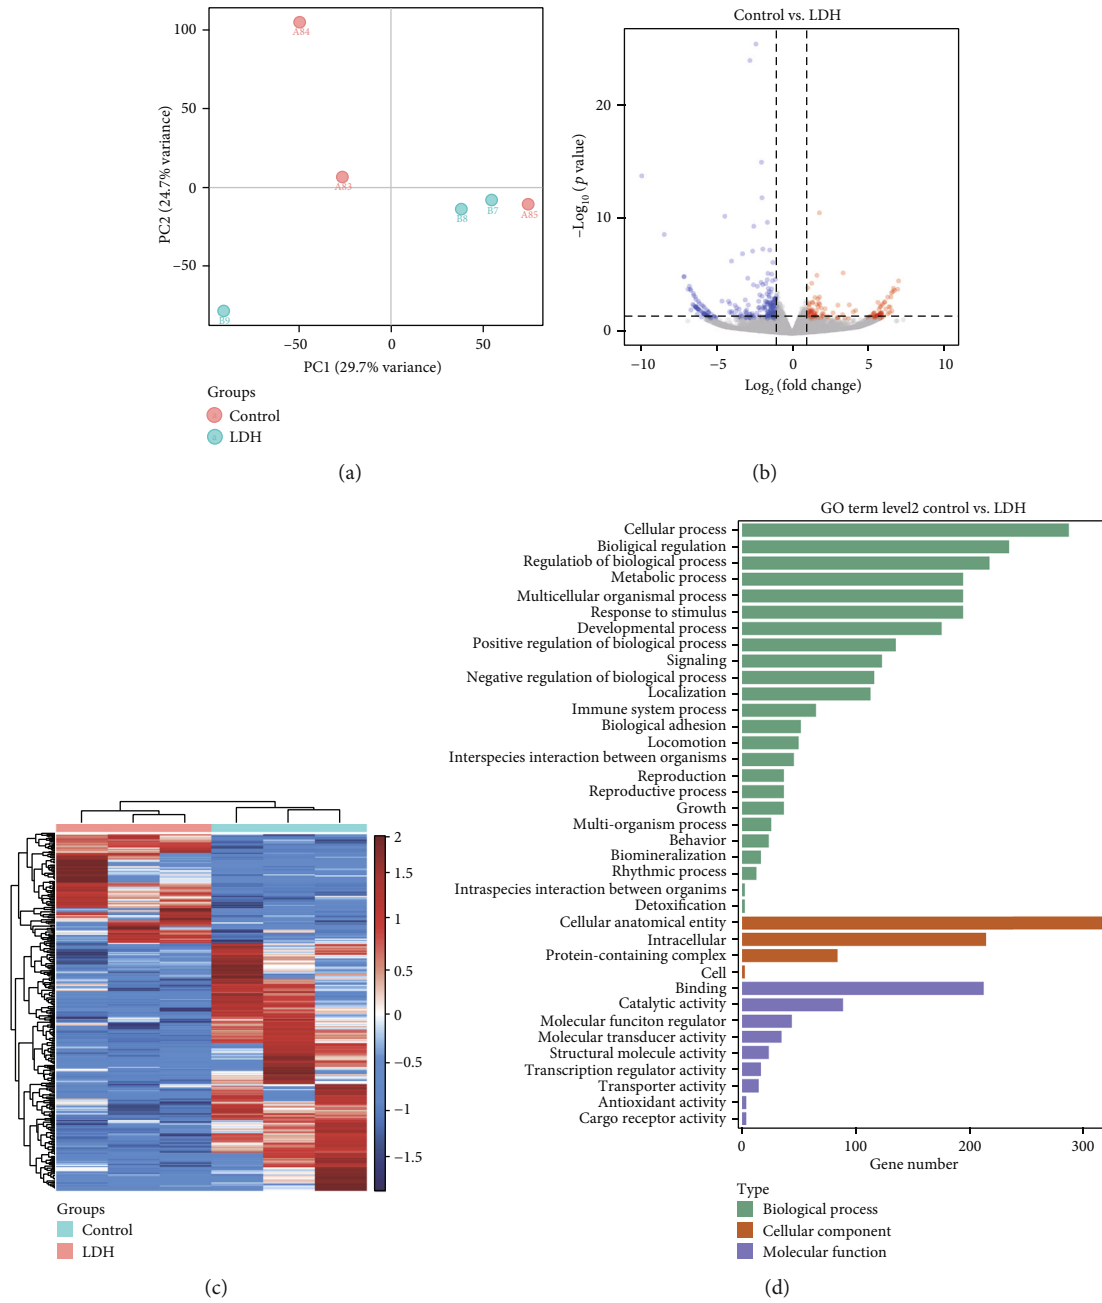 100
50
0
−50
PC2 (24.7% variance)
A84
A83
B8
B7
A85
B9
−50
0
50
PC1 (29.7% variance)
Groups
Control
LDH
(a)
Control vs. LDH
20
10
0
−Log10 (p value)
−10
−5
0
5
10
Log2 (fold change)
(b)
2
1.5
1
0.5
0
−0.5
−1
−1.5
Groups
Control
LDH
(c)
GO term level2 control vs. LDH
Cellular process
Bioligical regulation
Regulatiob of biological process
Metabolic process
Multicellular organismal process
Response to stimulus
Developmental process
Positive regulation of biological process
Signaling
Negative regulation of biological process
Localization
Immune system process
Biological adhesion
Locomotion
Interspecies interaction between organisms
Reproduction
Reproductive process
Growth
Multi-organism process
Behavior
Biomineralization
Rhythmic process
Intraspecies interaction between organims
Detoxification
Cellular anatomical entity
Intracellular
Protein-containing complex
Cell
Binding
Catalytic activity
Molecular funciton regulator
Molecular transducer activity
Structural molecule activity
Transcription regulator activity
Transporter activity
Antioxidant activity
Cargo receptor activity
0
100
200
300
Gene number
Type
Biological process
Cellular component
Molecular function
(d)